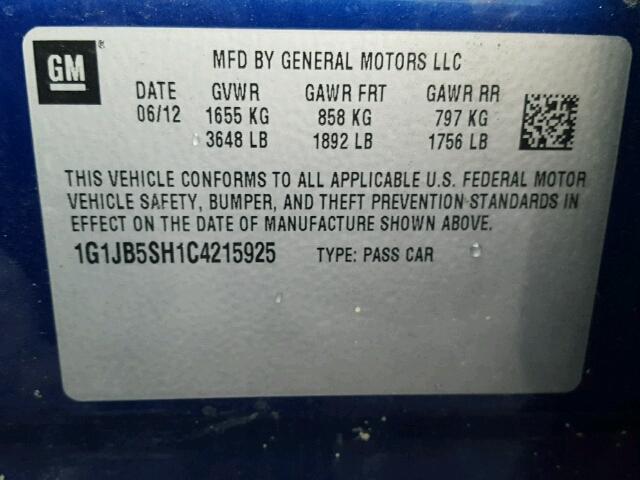 GM
MFD BY GENERAL MOTORS LLC
DATE GVWR GAWR FRT GAWR RR
06/12 1655 KG 858 KG 797 KG
3648 LB 1892 LB 1756 LB
THIS VEHICLE CONFORMS TO ALL APPLICABLE U.S. FEDERAL MOTOR
VEHICLE SAFETY, BUMPER, AND THEFT PREVENTION STANDARDS IN
EFFECT ON THE DATE OF MANUFACTURE SHOWN ABOVE.
1G1JB5SH1C4215925 TYPE: PASS CAR